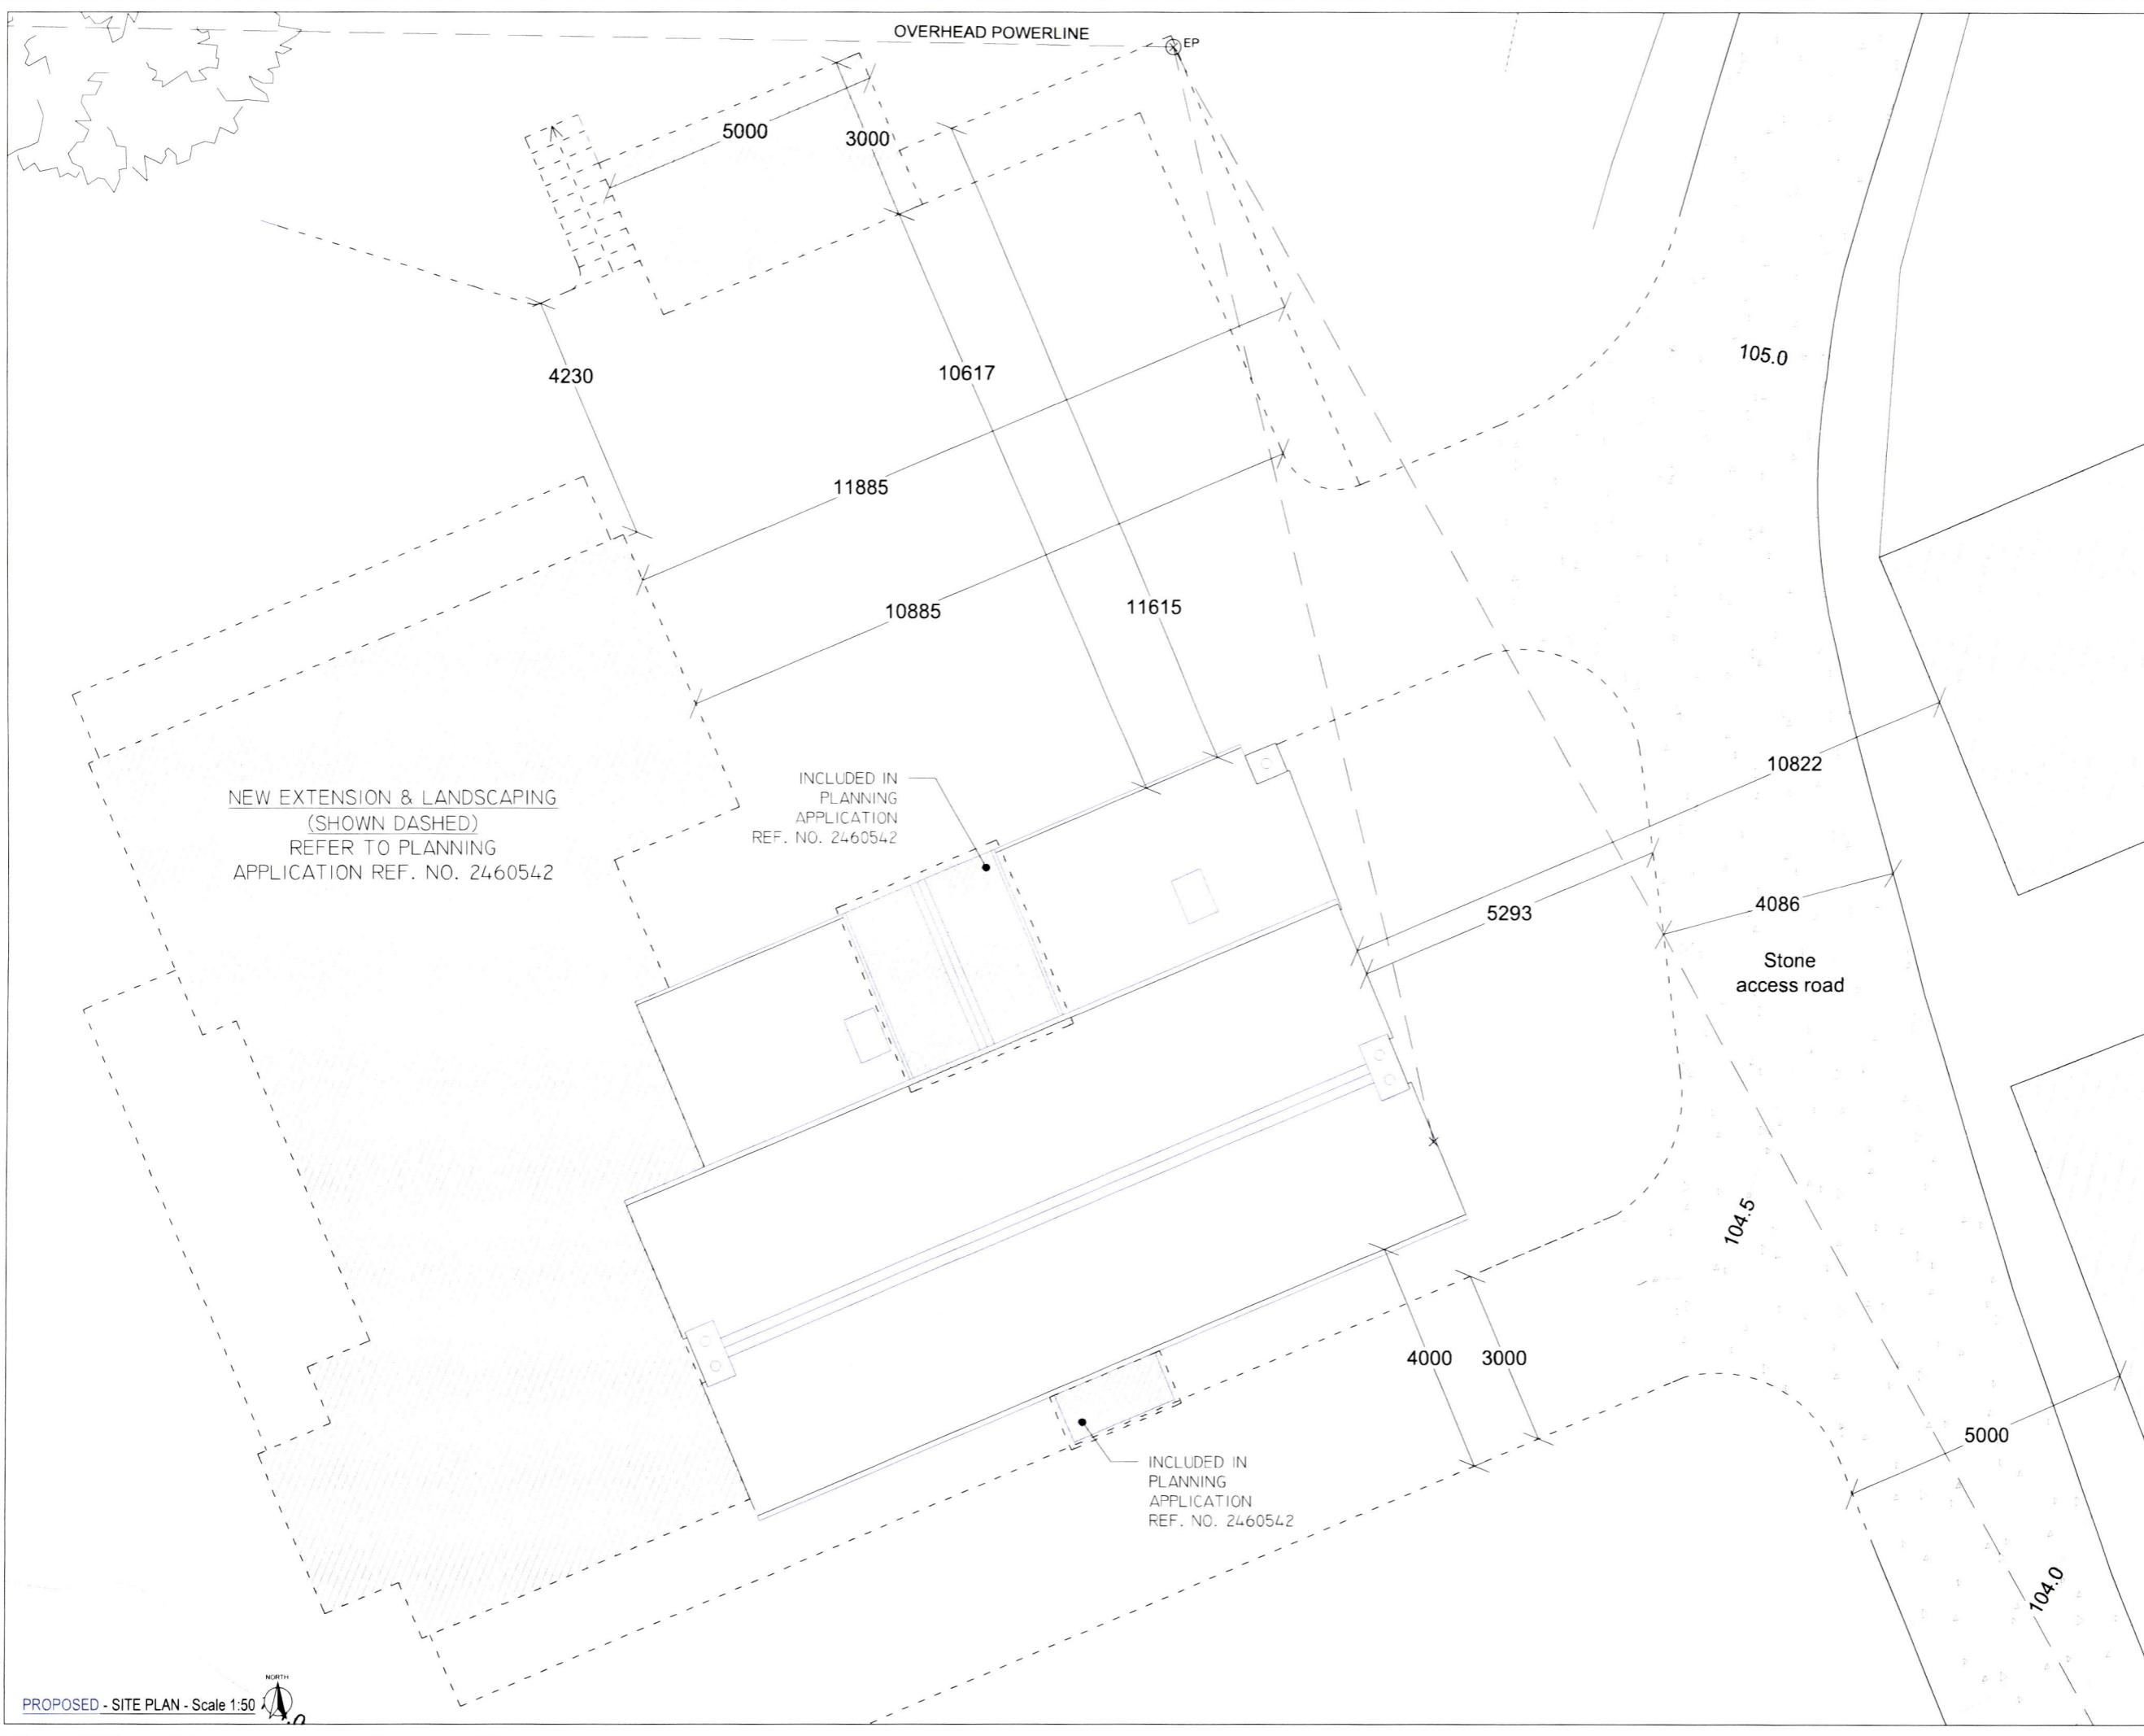 OVERHEAD POWERLINE
EP
5000
3000
105.0
4230
10617
11885
10885
11615
10822
INCLUDED IN
PLANNING
APPLICATION
REF. NO. 2460542
NEW EXTENSION & LANDSCAPING
(SHOWN DASHED)
REFER TO PLANNING
APPLICATION REF. NO. 2460542
5293
4086
Stone
access road
104.5
4000
3000
5000
INCLUDED IN
PLANNING
APPLICATION
REF. NO. 2460542
104.0
NORTH
PROPOSED - SITE PLAN - Scale 1:50